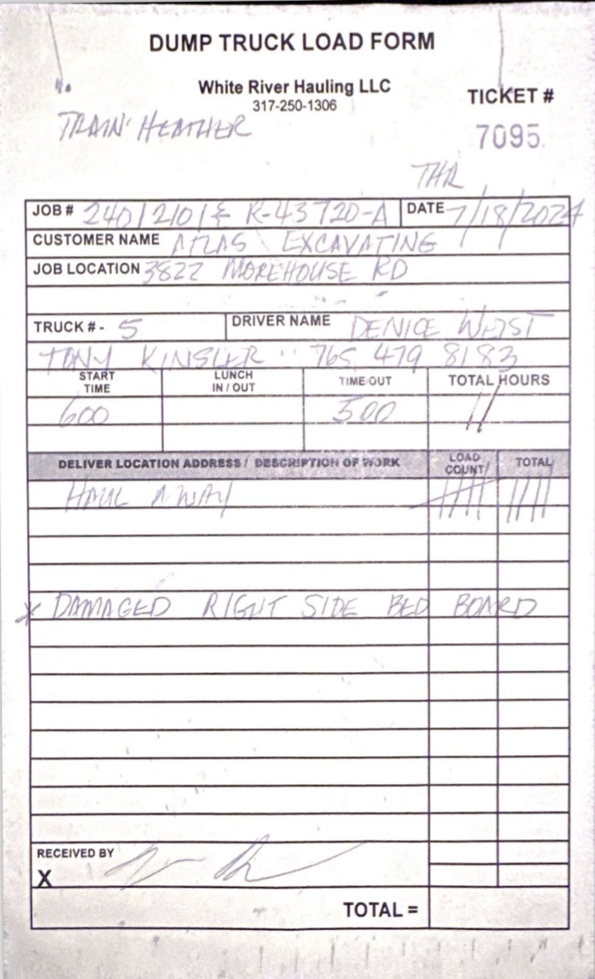 DUMP TRUCK LOAD FORM
White River Hauling LLC
317-250-1306
TICKET #
7095
TRAIN' HEATHER
THR
JOB # 240121012 R-43720-A DATE 7/18/2024
CUSTOMER NAME ATLAS EXCAVATING
JOB LOCATION 3822 MOREHOUSE RD
TRUCK # - 5 DRIVER NAME DENICE WEIST
TONY KINSLER 765 479 8183
START TIME LUNCH IN / OUT TIME OUT TOTAL HOURS
600 500 11
DELIVER LOCATION ADDRESS / DESCRIPTION OF WORK LOAD COUNT/ TOTAL
HAUL AWAY
* DAMAGED RIGHT SIDE BED BOARD
RECEIVED BY
X
TOTAL =